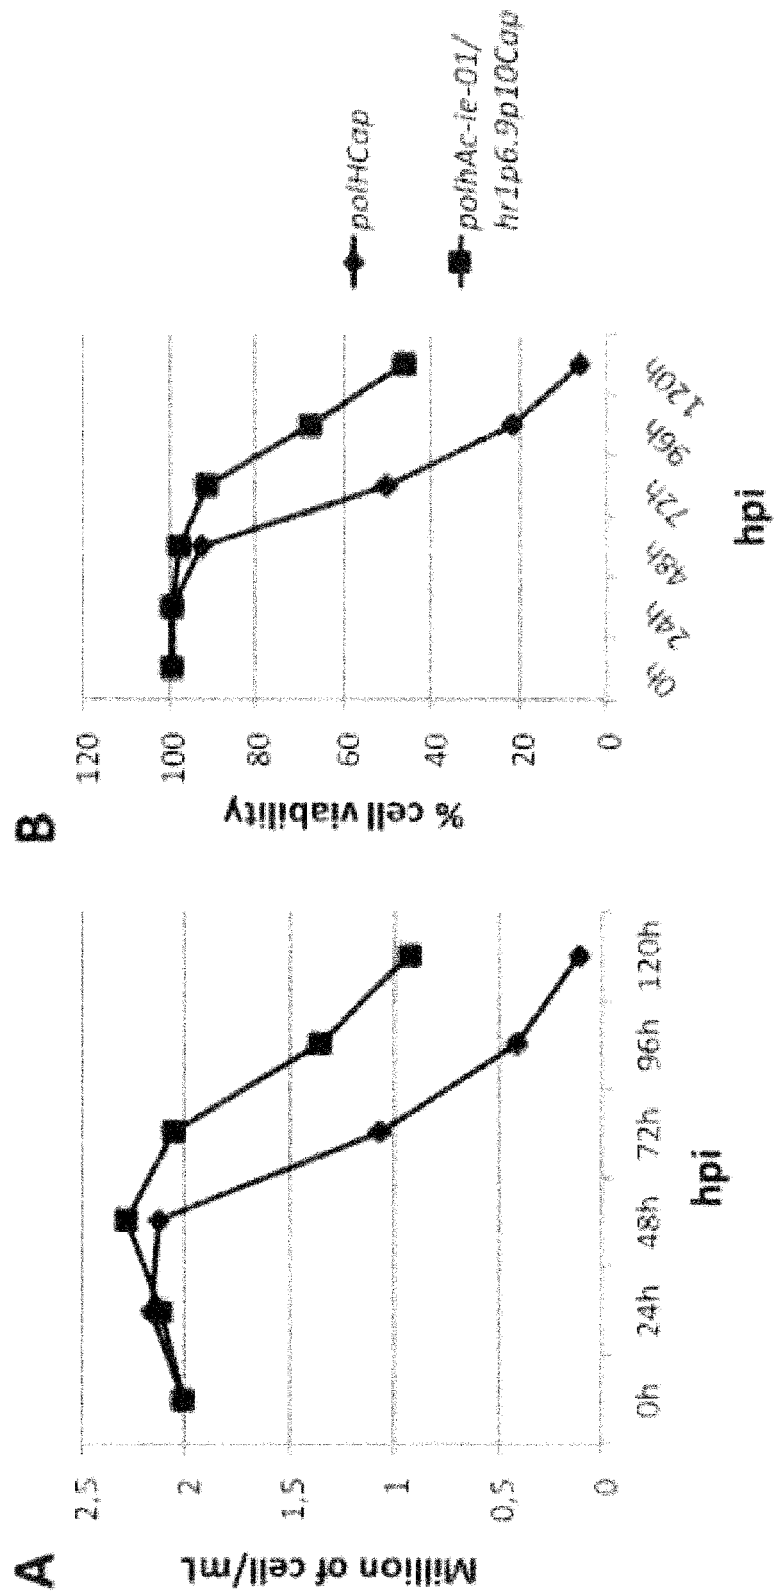 A
Million of cell/mL
2,5
2
1,5
1
0,5
0
0h 24h 48h 72h 96h 120h
hpi
B
% cell viability
120
100
80
60
40
20
0
0h 24h 48h 72h 96h 120h
hpi
polHCap
polhAc-ie-01/
hr1p6.9p10Cap